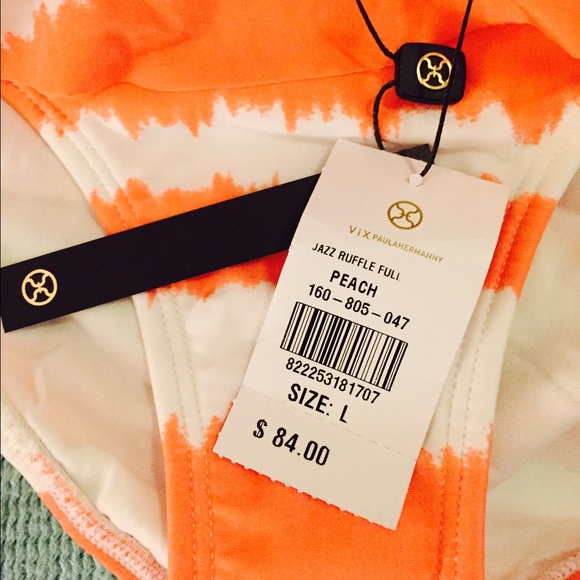 ViX PAULAHERMANNY
JAZZ RUFFLE FULL
PEACH
160-805-047
822253181707
SIZE: L
$ 84.00